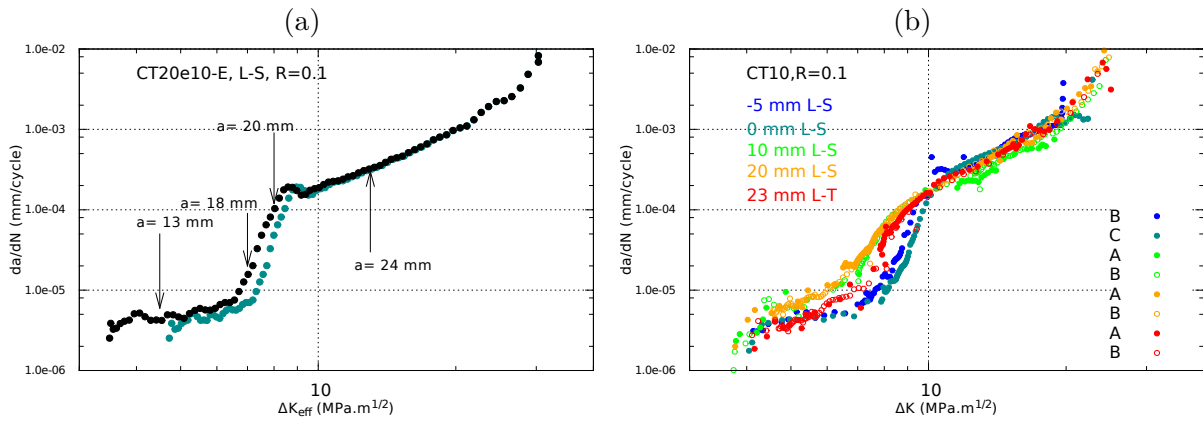 (a)
1.0e-02
1.0e-03
1.0e-04
1.0e-05
1.0e-06
da/dN (mm/cycle)
CT20e10-E, L-S, R=0.1
a= 20 mm
a= 18 mm
a= 13 mm
a= 24 mm
10
ΔKeff (MPa.m1/2)
(b)
1.0e-02
1.0e-03
1.0e-04
1.0e-05
1.0e-06
da/dN (mm/cycle)
CT10,R=0.1
-5 mm L-S
0 mm L-S
10 mm L-S
20 mm L-S
23 mm L-T
B
C
A
B
A
B
A
B
10
ΔK (MPa.m1/2)